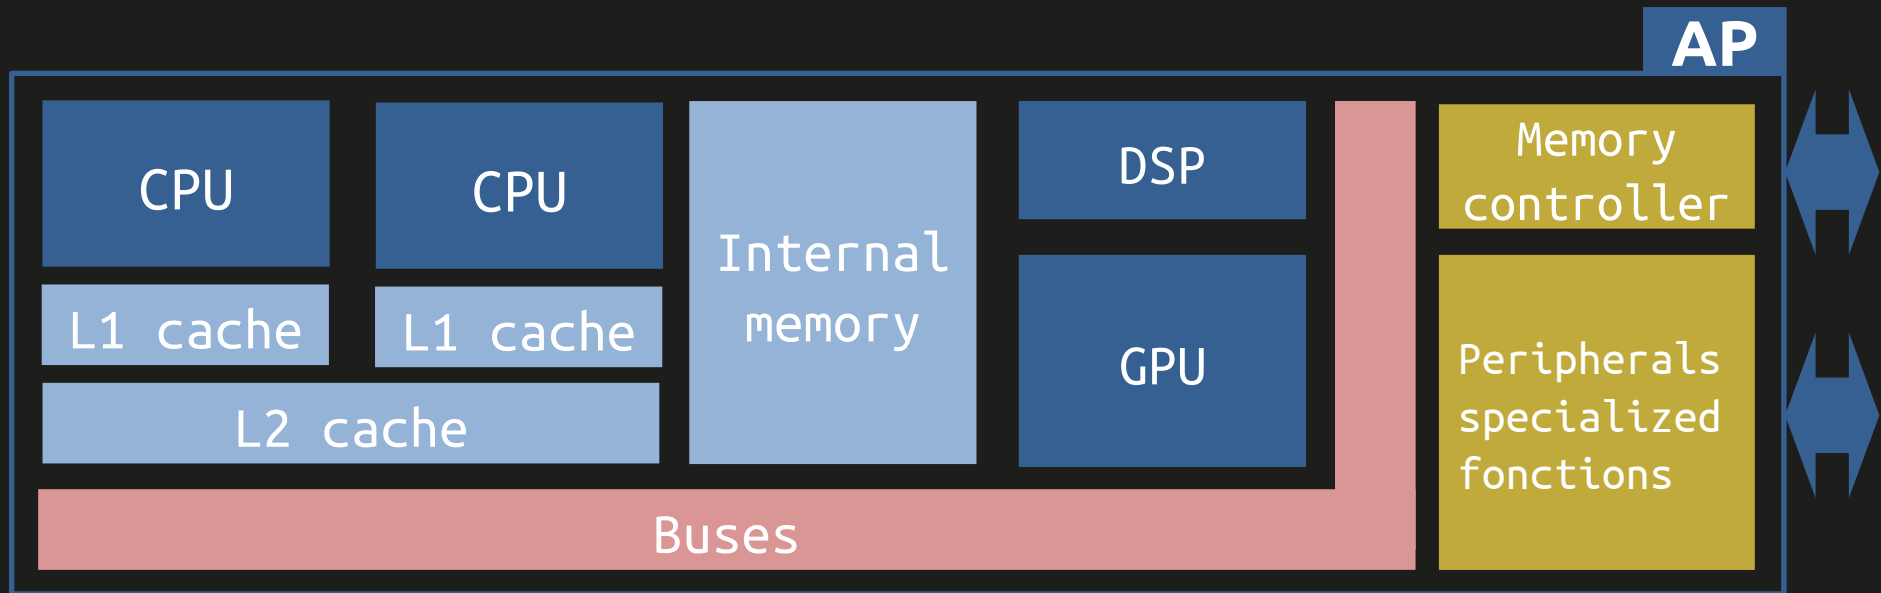 AP
CPU
CPU
L1 cache
L1 cache
L2 cache
Internal
memory
DSP
GPU
Buses
Memory
controller
Peripherals
specialized
fonctions